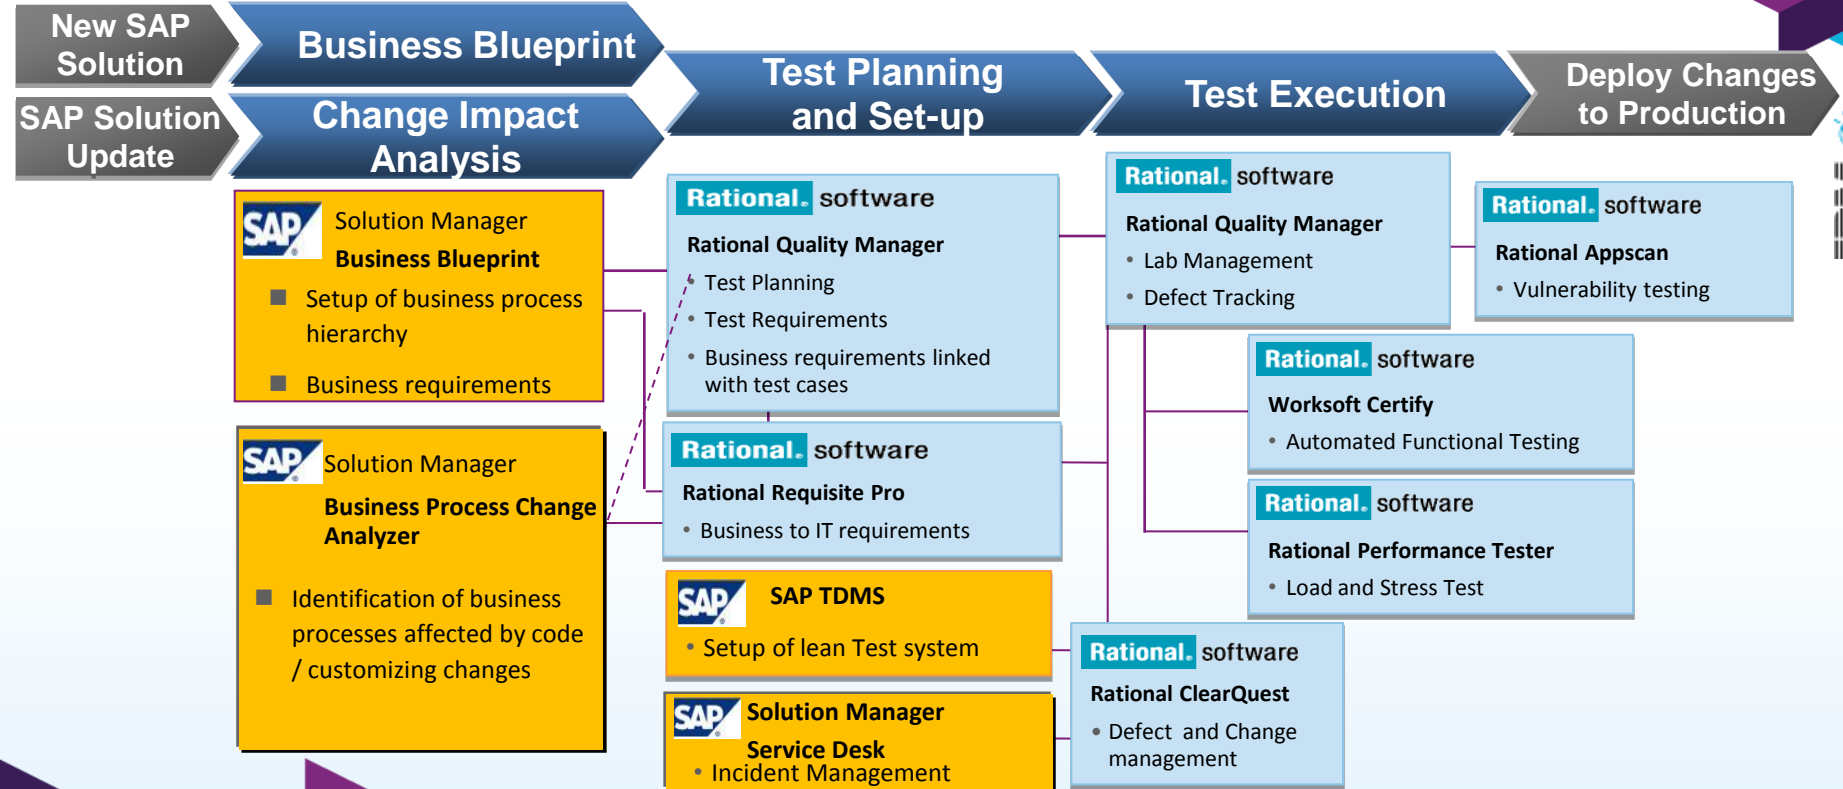 New SAP
Solution
Business Blueprint
SAP Solution
Update
Change Impact
Analysis
Test Planning
and Set-up
Test Execution
Deploy Changes
to Production
SAP
Solution Manager
Business Blueprint
Setup of business process
hierarchy
Business requirements
SAP
Solution Manager
Business Process Change
Analyzer
Identification of business
processes affected by code
/ customizing changes
Rational. software
Rational Quality Manager
• Test Planning
• Test Requirements
• Business requirements linked
with test cases
Rational. software
Rational Requisite Pro
• Business to IT requirements
SAP
SAP TDMS
• Setup of lean Test system
SAP
Solution Manager
Service Desk
• Incident Management
Rational. software
Rational Quality Manager
• Lab Management
• Defect Tracking
Rational. software
Rational Appscan
• Vulnerability testing
Rational. software
Worksoft Certify
• Automated Functional Testing
Rational. software
Rational Performance Tester
• Load and Stress Test
Rational. software
Rational ClearQuest
• Defect and Change
management